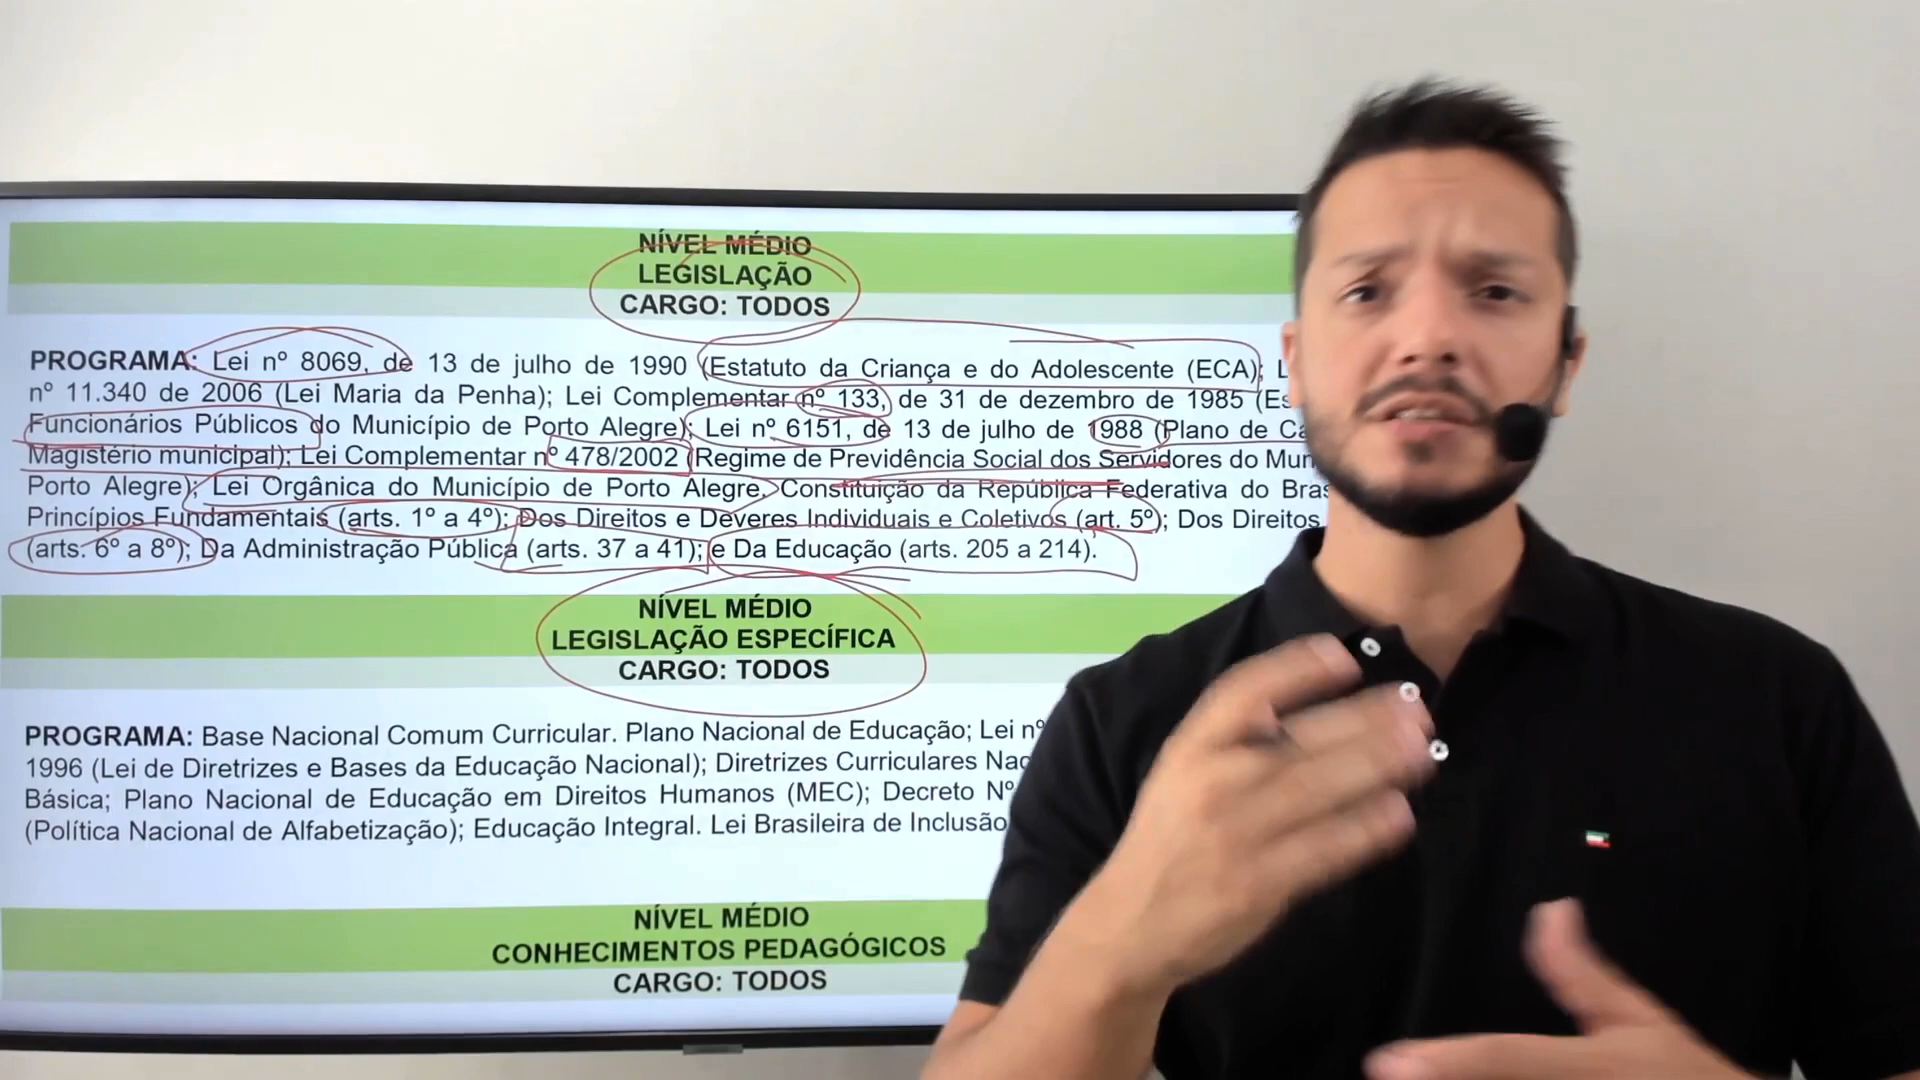 NÍVEL MÉDIO
LEGISLAÇÃO
CARGO: TODOS
PROGRAMA: Lei nº 8069, de 13 de julho de 1990 (Estatuto da Criança e do Adolescente (ECA);
nº 11.340 de 2006 (Lei Maria da Penha); Lei Complementar nº 133, de 31 de dezembro de 1985
Funcionários Públicos do Município de Porto Alegre); Lei nº 6151, de 13 de julho de 1988 (Plano de
Magistério municipal); Lei Complementar nº 478/2002 (Regime de Previdência Social dos Servidores do
Porto Alegre); Lei Orgânica do Município de Porto Alegre. Constituição da República Federativa do
Princípios Fundamentais (arts. 1º a 4º); Dos Direitos e Deveres Individuais e Coletivos (art. 5º); Dos Direitos
(arts. 6º a 8º); Da Administração Pública (arts. 37 a 41); e Da Educação (arts. 205 a 214).
NÍVEL MÉDIO
LEGISLAÇÃO ESPECÍFICA
CARGO: TODOS
PROGRAMA: Base Nacional Comum Curricular. Plano Nacional de Educação; Lei nº
1996 (Lei de Diretrizes e Bases da Educação Nacional); Diretrizes Curriculares
Básica; Plano Nacional de Educação em Direitos Humanos (MEC); Decreto Nº
(Política Nacional de Alfabetização); Educação Integral. Lei Brasileira de Inclusão
NÍVEL MÉDIO
CONHECIMENTOS PEDAGÓGICOS
CARGO: TODOS